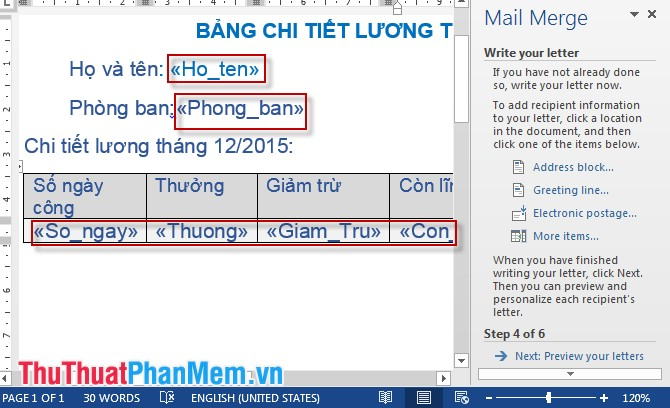 BẢNG CHI TIẾT LƯƠNG T
Họ và tên: «Ho_ten»
Phòng ban: «Phong_ban»
Chi tiết lương tháng 12/2015:
Số ngày công Thưởng Giảm trừ Còn lĩn
«So_ngay» «Thuong» «Giam_Tru» «Con_
ThuThuatPhanMem.vn
PAGE 1 OF 1 30 WORDS ENGLISH (UNITED STATES) 120%
Mail Merge
Write your letter
If you have not already done
so, write your letter now.
To add recipient information
to your letter, click a location
in the document, and then
click one of the items below.
Address block...
Greeting line...
Electronic postage...
More items...
When you have finished
writing your letter, click Next.
Then you can preview and
personalize each recipient's
letter.
Step 4 of 6
Next: Preview your letters